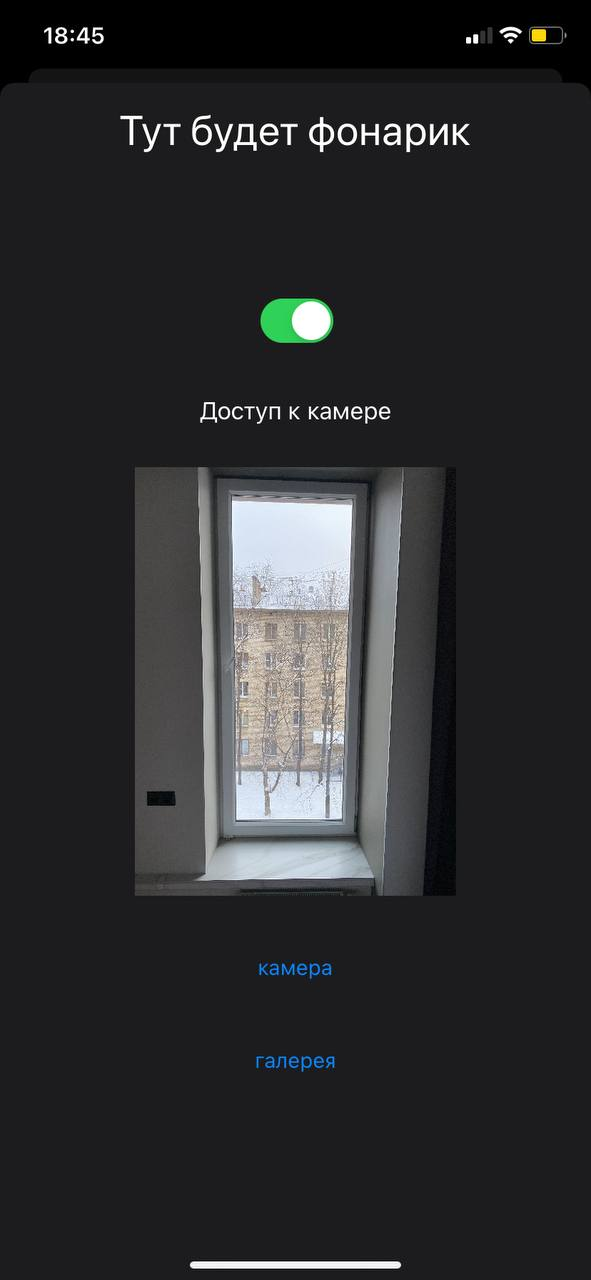 18:45
Тут будет фонарик
Доступ к камере
камера
галерея